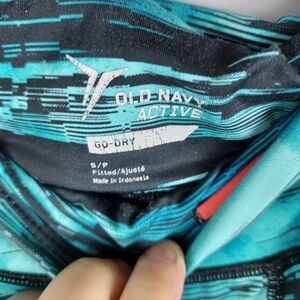 OLD NAVY
ACTIVE
GO-DRY
S/P
Fitted/Ajusté
Made in Indonesia